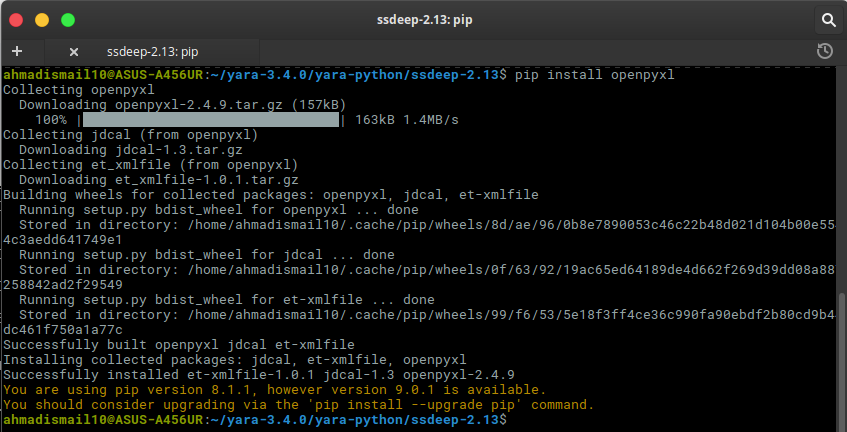 ssdeep-2.13: pip
+ × ssdeep-2.13: pip
ahmadismail10@ASUS-A456UR:~/yara-3.4.0/yara-python/ssdeep-2.13$ pip install openpyxl
Collecting openpyxl
  Downloading openpyxl-2.4.9.tar.gz (157kB)
    100% |████████████████████████████████| 163kB 1.4MB/s
Collecting jdcal (from openpyxl)
  Downloading jdcal-1.3.tar.gz
Collecting et_xmlfile (from openpyxl)
  Downloading et_xmlfile-1.0.1.tar.gz
Building wheels for collected packages: openpyxl, jdcal, et-xmlfile
  Running setup.py bdist_wheel for openpyxl ... done
  Stored in directory: /home/ahmadismail10/.cache/pip/wheels/8d/ae/96/0b8e7890053c46c22b48d021d104b00e55
4c3aedd641749e1
  Running setup.py bdist_wheel for jdcal ... done
  Stored in directory: /home/ahmadismail10/.cache/pip/wheels/0f/63/92/19ac65ed64189de4d662f269d39dd08a88
258842ad2f29549
  Running setup.py bdist_wheel for et-xmlfile ... done
  Stored in directory: /home/ahmadismail10/.cache/pip/wheels/99/f6/53/5e18f3ff4ce36c990fa90ebdf2b80cd9b4
dc461f750a1a77c
Successfully built openpyxl jdcal et-xmlfile
Installing collected packages: jdcal, et-xmlfile, openpyxl
Successfully installed et-xmlfile-1.0.1 jdcal-1.3 openpyxl-2.4.9
You are using pip version 8.1.1, however version 9.0.1 is available.
You should consider upgrading via the 'pip install --upgrade pip' command.
ahmadismail10@ASUS-A456UR:~/yara-3.4.0/yara-python/ssdeep-2.13$